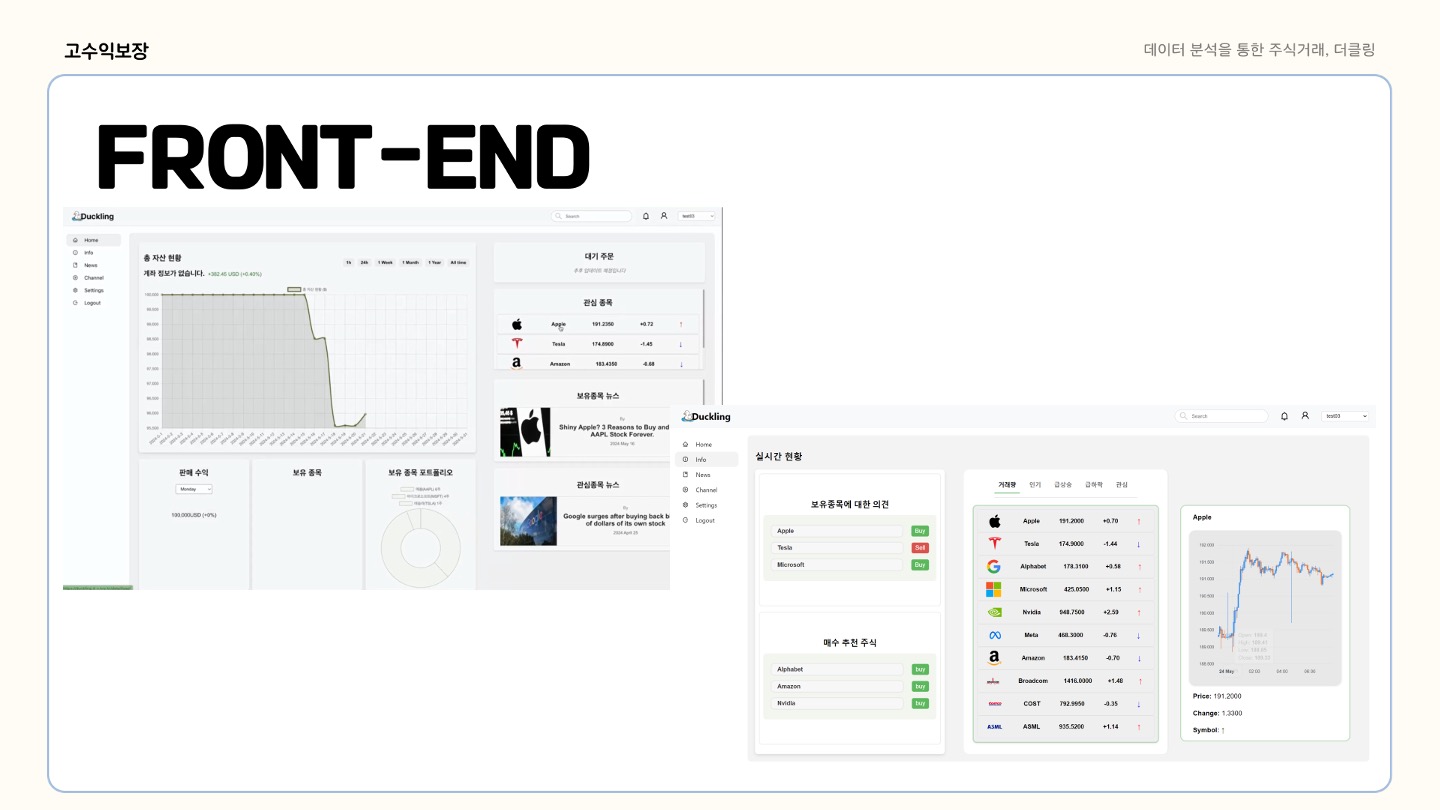 고수익보장
데이터 분석을 통한 주식거래, 더클링
FRONT-END
Duckling
Search
test03
Home
Info
News
Channel
Settings
Logout
총 자산 현황
1h 24h 1 Week 1 Month 1 Year All time
계좌 정보가 없습니다. +382.45 USD (+0.40%)
100,000
99,500
99,000
98,500
98,000
97,500
97,000
96,500
96,000
95,500
대기 주문
추후 업데이트 예정입니다
관심 종목
Apple 191.2350 +0.72 ↑
Tesla 174.8900 -1.45 ↓
Amazon 183.4350 -0.68 ↓
보유종목 뉴스
By
Shiny Apple? 3 Reasons to Buy and
AAPL Stock Forever.
2024 May 16
관심종목 뉴스
Google surges after buying back b
of dollars of its own stock
2024 April 25
판매 수익
Monday
100,000USD (+0%)
보유 종목
보유 종목 포트폴리오
Duckling
Search
test03
Home
Info
News
Channel
Settings
Logout
실시간 현황
보유종목에 대한 의견
Apple Buy
Tesla Sell
Microsoft Buy
매수 추천 주식
Alphabet buy
Amazon buy
Nvidia buy
거래량 인기 급상승 급하락 관심
Apple 191.2000 +0.70 ↑
Tesla 174.9000 -1.44 ↓
Alphabet 178.3100 +0.58 ↑
Microsoft 425.0500 +1.15 ↑
Nvidia 948.7500 +2.59 ↑
Meta 468.3000 -0.76 ↓
Amazon 183.4150 -0.70 ↓
Broadcom 1416.0000 +1.48 ↑
COST 792.9950 -0.35 ↓
ASML ASML 935.5200 +1.14 ↑
Apple
24 May 02:00 04:00 06:00
Price: 191.2000
Change: 1.3300
Symbol: ↑